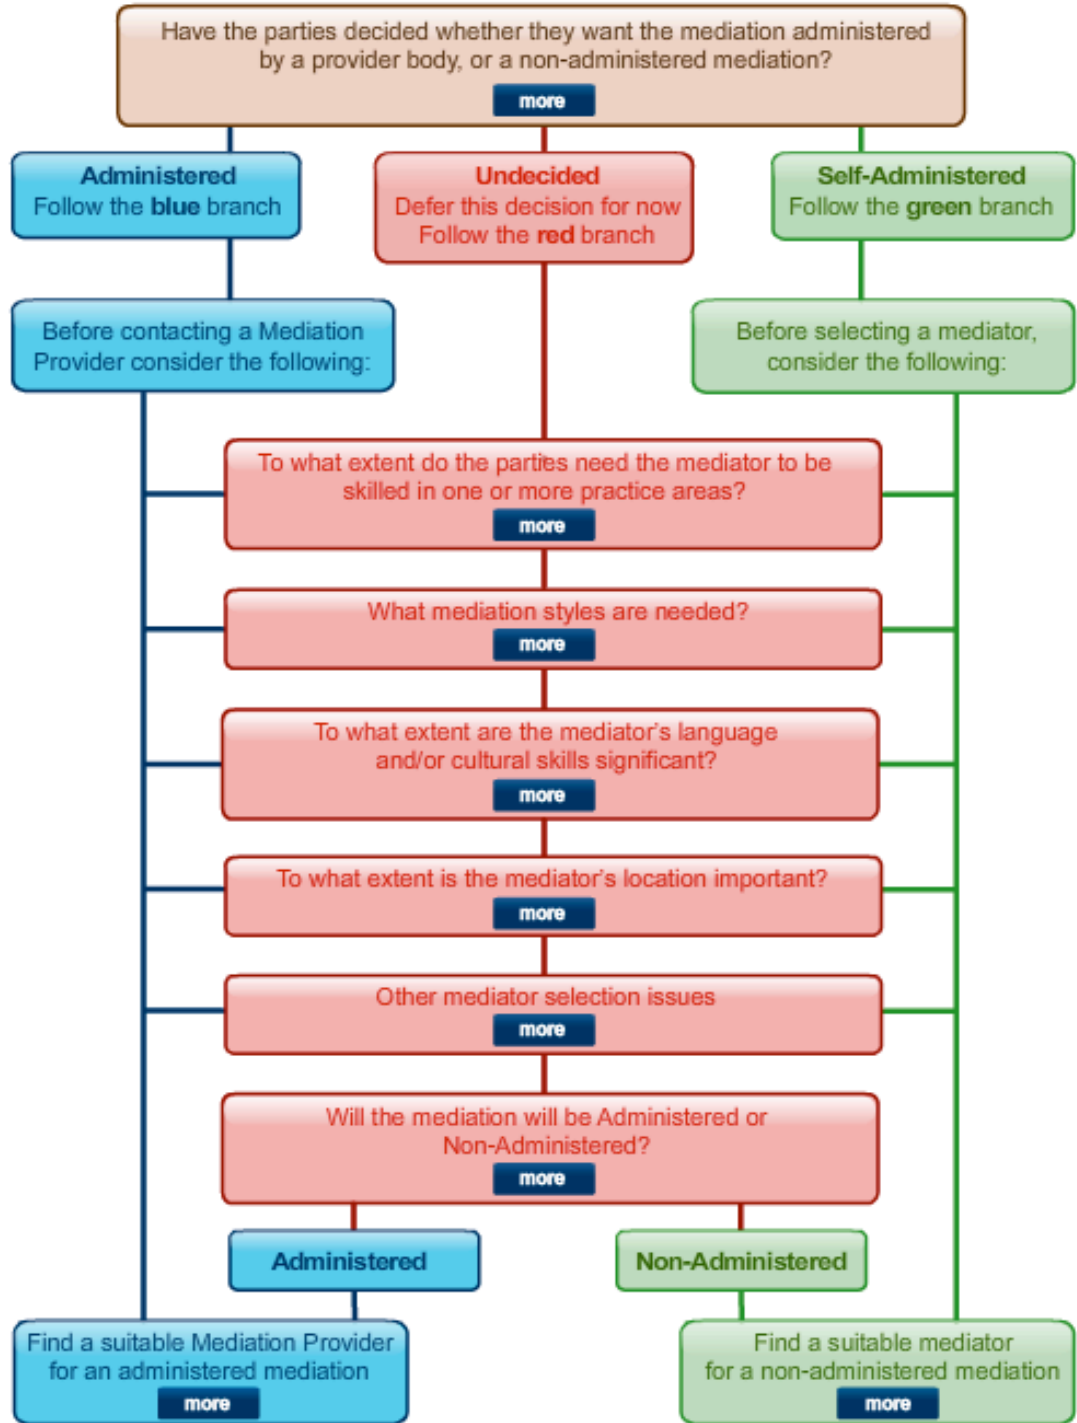 Have the parties decided whether they want the mediation administered
by a provider body, or a non-administered mediation?
more
Administered
Follow the blue branch
Undecided
Defer this decision for now
Follow the red branch
Self-Administered
Follow the green branch
Before contacting a Mediation
Provider consider the following:
Before selecting a mediator,
consider the following:
To what extent do the parties need the mediator to be
skilled in one or more practice areas?
more
What mediation styles are needed?
more
To what extent are the mediator's language
and/or cultural skills significant?
more
To what extent is the mediator's location important?
more
Other mediator selection issues
more
Will the mediation will be Administered or
Non-Administered?
more
Administered
Non-Administered
Find a suitable Mediation Provider
for an administered mediation
more
Find a suitable mediator
for a non-administered mediation
more